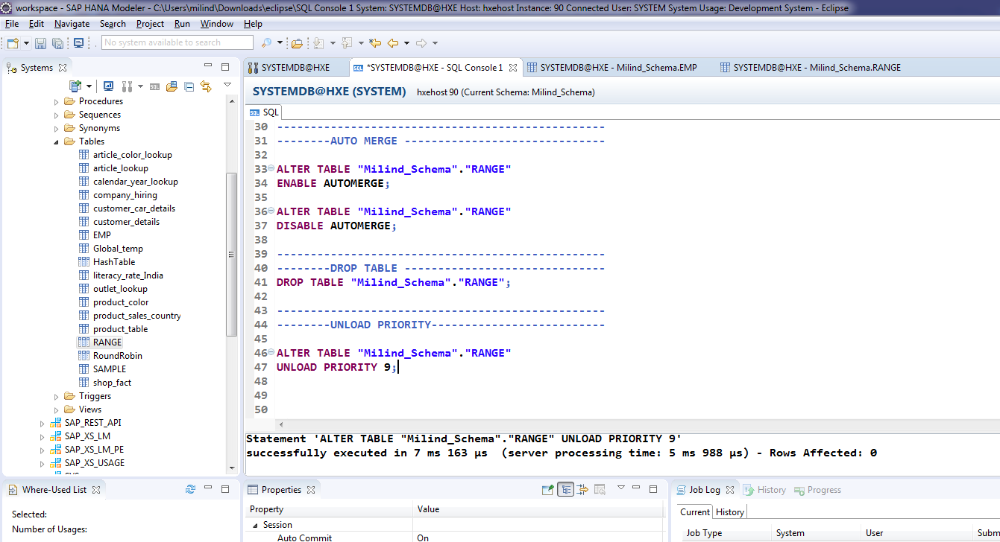 workspace - SAP HANA Modeler - C:\Users\milind\Downloads\eclipse\SQL Console 1 System: SYSTEMDB@HXE Host: hxehost Instance: 90 Connected User: SYSTEM System Usage: Development System - Eclipse
File Edit Navigate Search Project Run Window Help
No system available to search
Systems
Procedures
Sequences
Synonyms
Tables
article_color_lookup
article_lookup
calendar_year_lookup
company_hiring
customer_car_details
customer_details
EMP
Global_temp
HashTable
literacy_rate_India
outlet_lookup
product_color
product_sales_country
product_table
RANGE
RoundRobin
SAMPLE
shop_fact
Triggers
Views
SAP_REST_API
SAP_XS_LM
SAP_XS_LM_PE
SAP_XS_USAGE
SYSTEMDB@HXE
*SYSTEMDB@HXE - SQL Console 1
SYSTEMDB@HXE - Milind_Schema.EMP
SYSTEMDB@HXE - Milind_Schema.RANGE
SYSTEMDB@HXE (SYSTEM) hxehost 90 (Current Schema: Milind_Schema)
SQL SQL
30 -------------------------------------------------
31 --------AUTO MERGE ------------------------------
32
33 ALTER TABLE "Milind_Schema"."RANGE"
34 ENABLE AUTOMERGE;
35
36 ALTER TABLE "Milind_Schema"."RANGE"
37 DISABLE AUTOMERGE;
38
39 -------------------------------------------------
40 --------DROP TABLE ------------------------------
41 DROP TABLE "Milind_Schema"."RANGE";
42
43 -------------------------------------------------
44 --------UNLOAD PRIORITY--------------------------
45
46 ALTER TABLE "Milind_Schema"."RANGE"
47 UNLOAD PRIORITY 9;
48
49
50
Statement 'ALTER TABLE "Milind_Schema"."RANGE" UNLOAD PRIORITY 9'
successfully executed in 7 ms 163 µs (server processing time: 5 ms 988 µs) - Rows Affected: 0
Where-Used List
Selected:
Number of Usages:
Properties
Property Value
Session
Auto Commit On
Job Log History Progress
Current History
Job Type System User